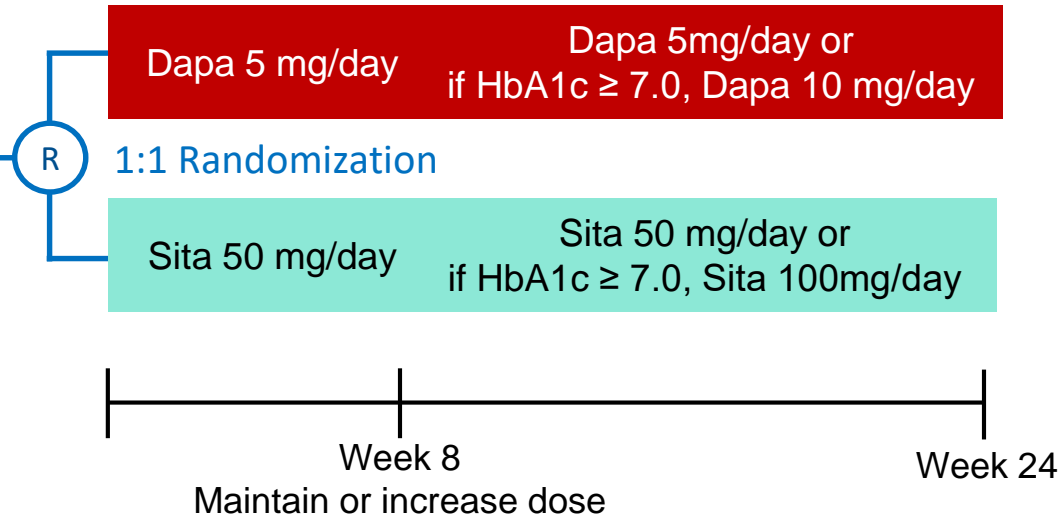 Dapa 5 mg/day
Dapa 5mg/day or
if HbA1c ≥ 7.0, Dapa 10 mg/day
R
1:1 Randomization
Sita 50 mg/day
Sita 50 mg/day or
if HbA1c ≥ 7.0, Sita 100mg/day
Week 8
Maintain or increase dose
Week 24